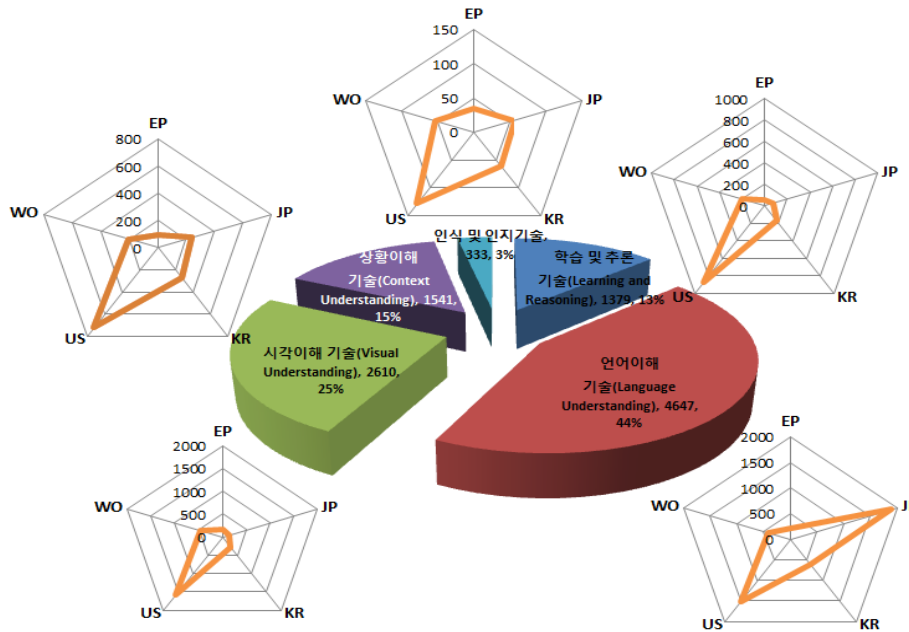 EP
150
100
50
0
WO
JP
US
KR
EP
800
600
400
200
0
WO
JP
US
KR
EP
1000
800
600
400
200
0
WO
JP
US
KR
인식 및 인지기술,
333, 3%
상황이해
기술(Context
Understanding), 1541,
15%
학습 및 추론
기술(Learning and
Reasoning), 1379, 13%
시각이해 기술(Visual
Understanding), 2610,
25%
언어이해
기술(Language
Understanding), 4647,
44%
EP
2000
1500
1000
500
0
WO
JP
US
KR
EP
2000
1500
1000
500
0
WO
J
US
KR